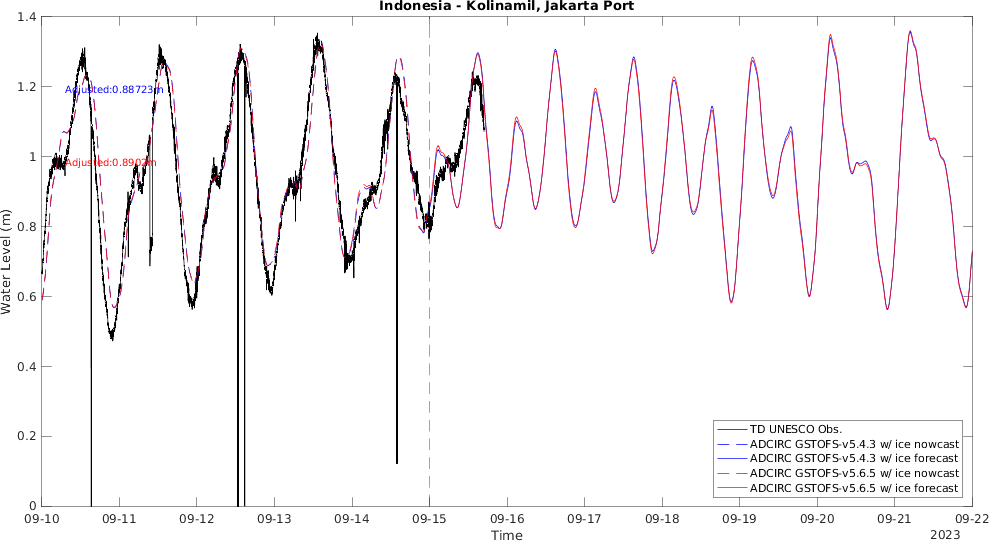 Indonesia - Kolinamil, Jakarta Port
Water Level (m)
1.4
1.2
1
0.8
0.6
0.4
0.2
0
Adjusted:0.88723m
Adjusted:0.8902m
TD UNESCO Obs.
ADCIRC GSTOFS-v5.4.3 w/ ice nowcast
ADCIRC GSTOFS-v5.4.3 w/ ice forecast
ADCIRC GSTOFS-v5.6.5 w/ ice nowcast
ADCIRC GSTOFS-v5.6.5 w/ ice forecast
09-10 09-11 09-12 09-13 09-14 09-15 09-16 09-17 09-18 09-19 09-20 09-21 09-22
Time
2023